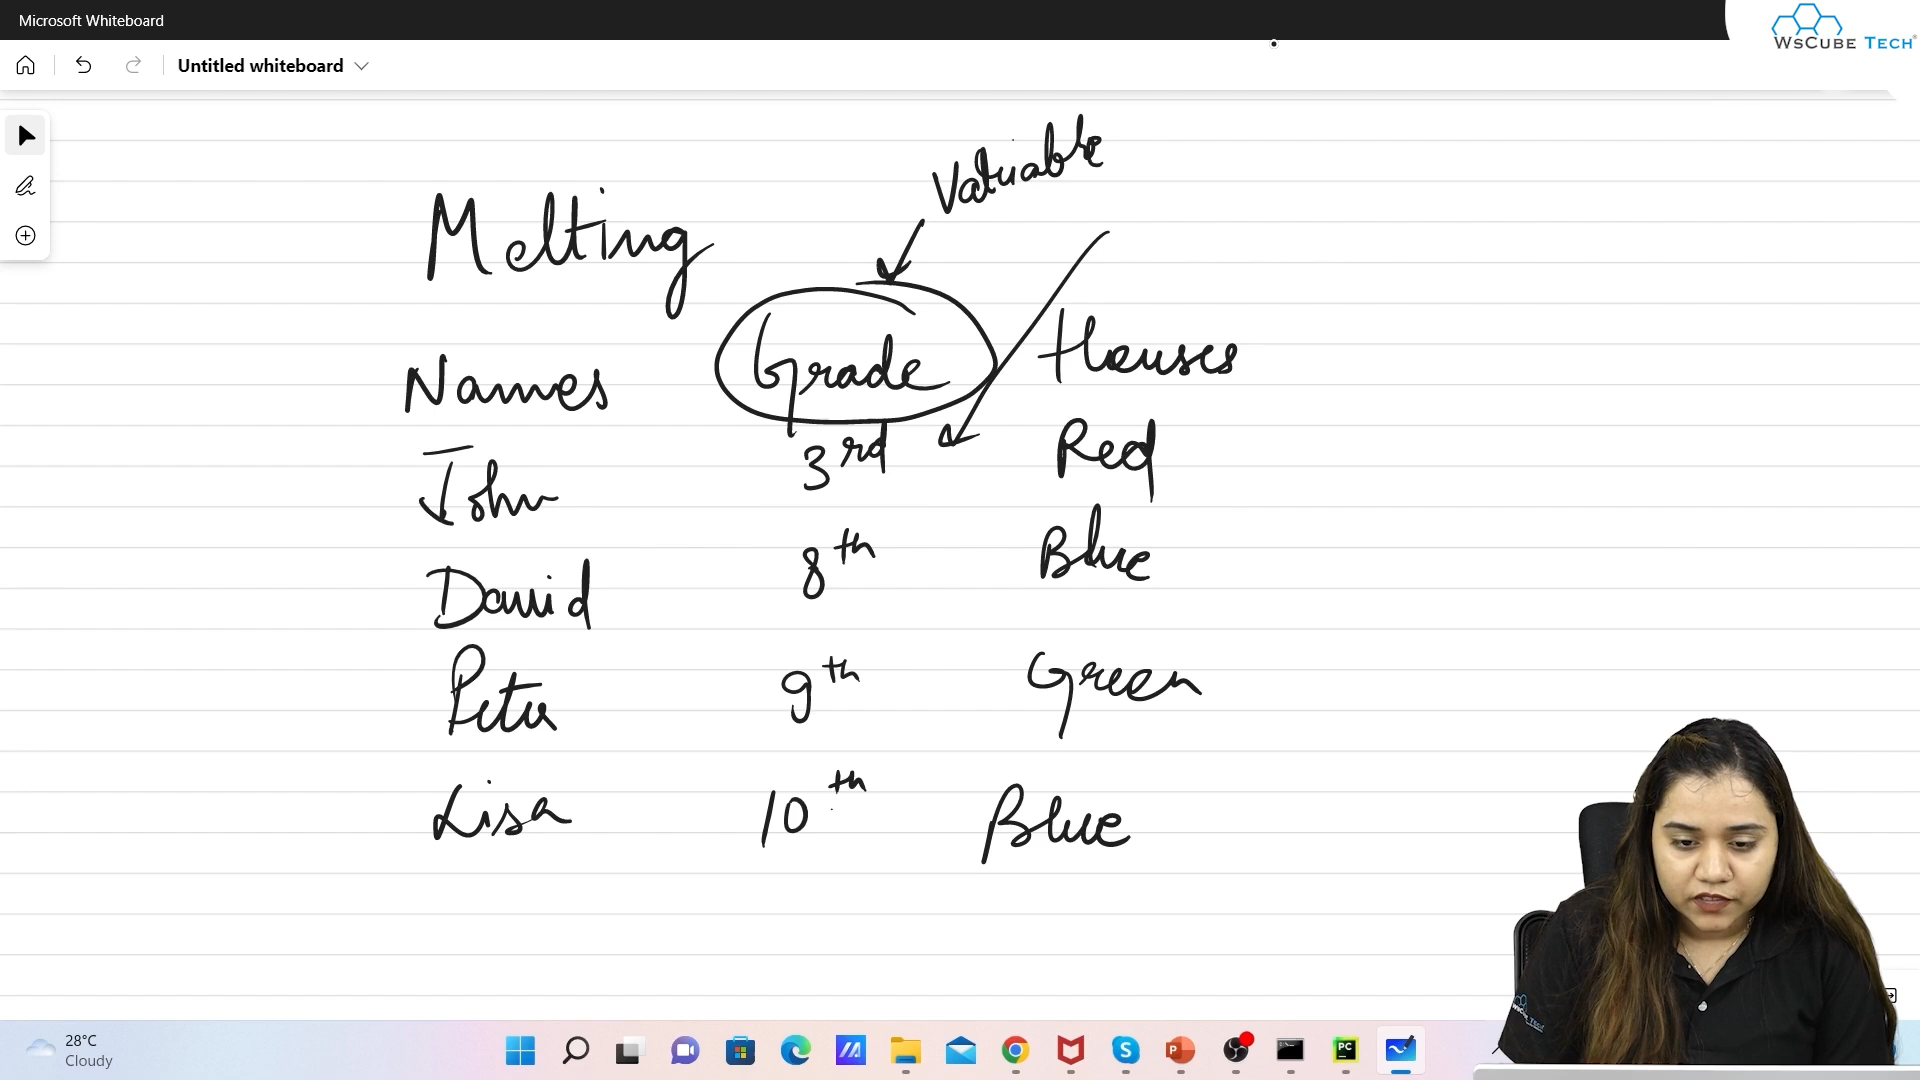 Microsoft Whiteboard
WsCube Tech
Untitled whiteboard
Variable
Melting
Names Grade Houses
John 3rd Red
David 8th Blue
Peter 9th Green
Lisa 10th Blue
28°C
Cloudy